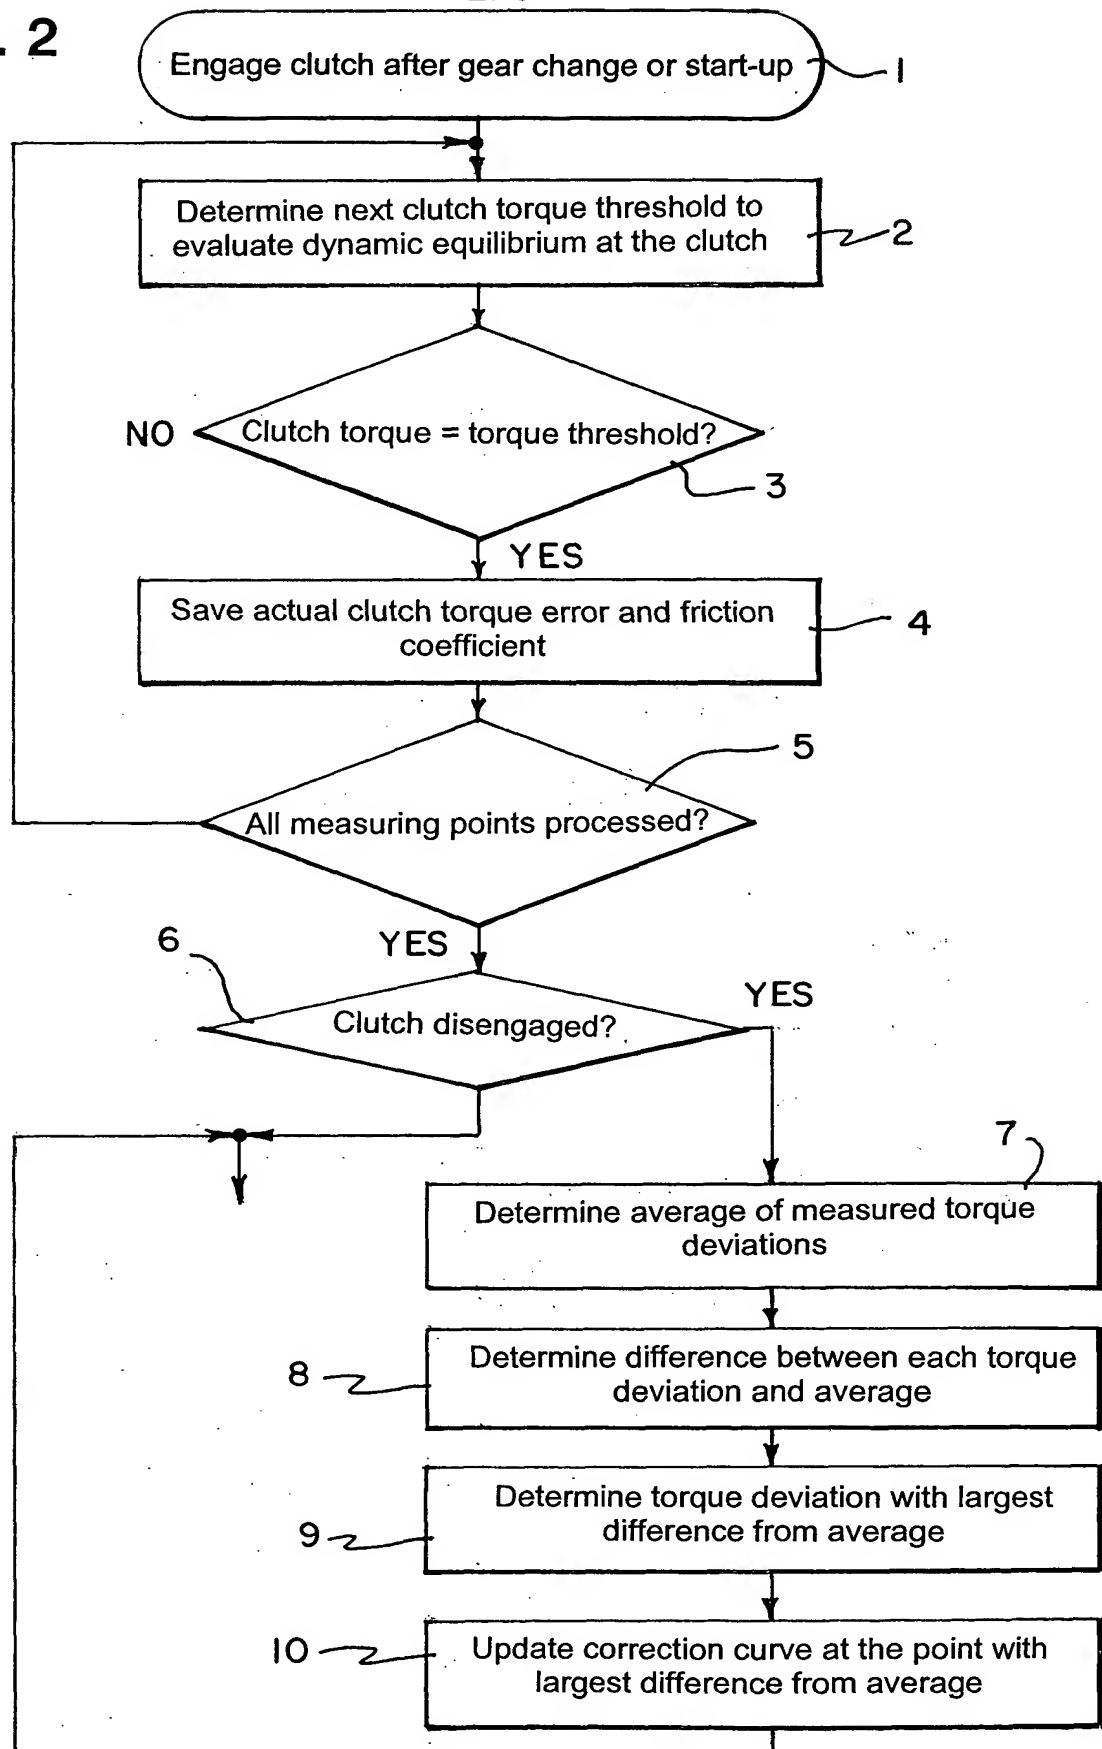 . 2
Engage clutch after gear change or start-up
1
Determine next clutch torque threshold to
evaluate dynamic equilibrium at the clutch
2
NO
Clutch torque = torque threshold?
3
YES
Save actual clutch torque error and friction
coefficient
4
5
All measuring points processed?
6
YES
YES
Clutch disengaged?
7
Determine average of measured torque
deviations
8
Determine difference between each torque
deviation and average
9
Determine torque deviation with largest
difference from average
10
Update correction curve at the point with
largest difference from average